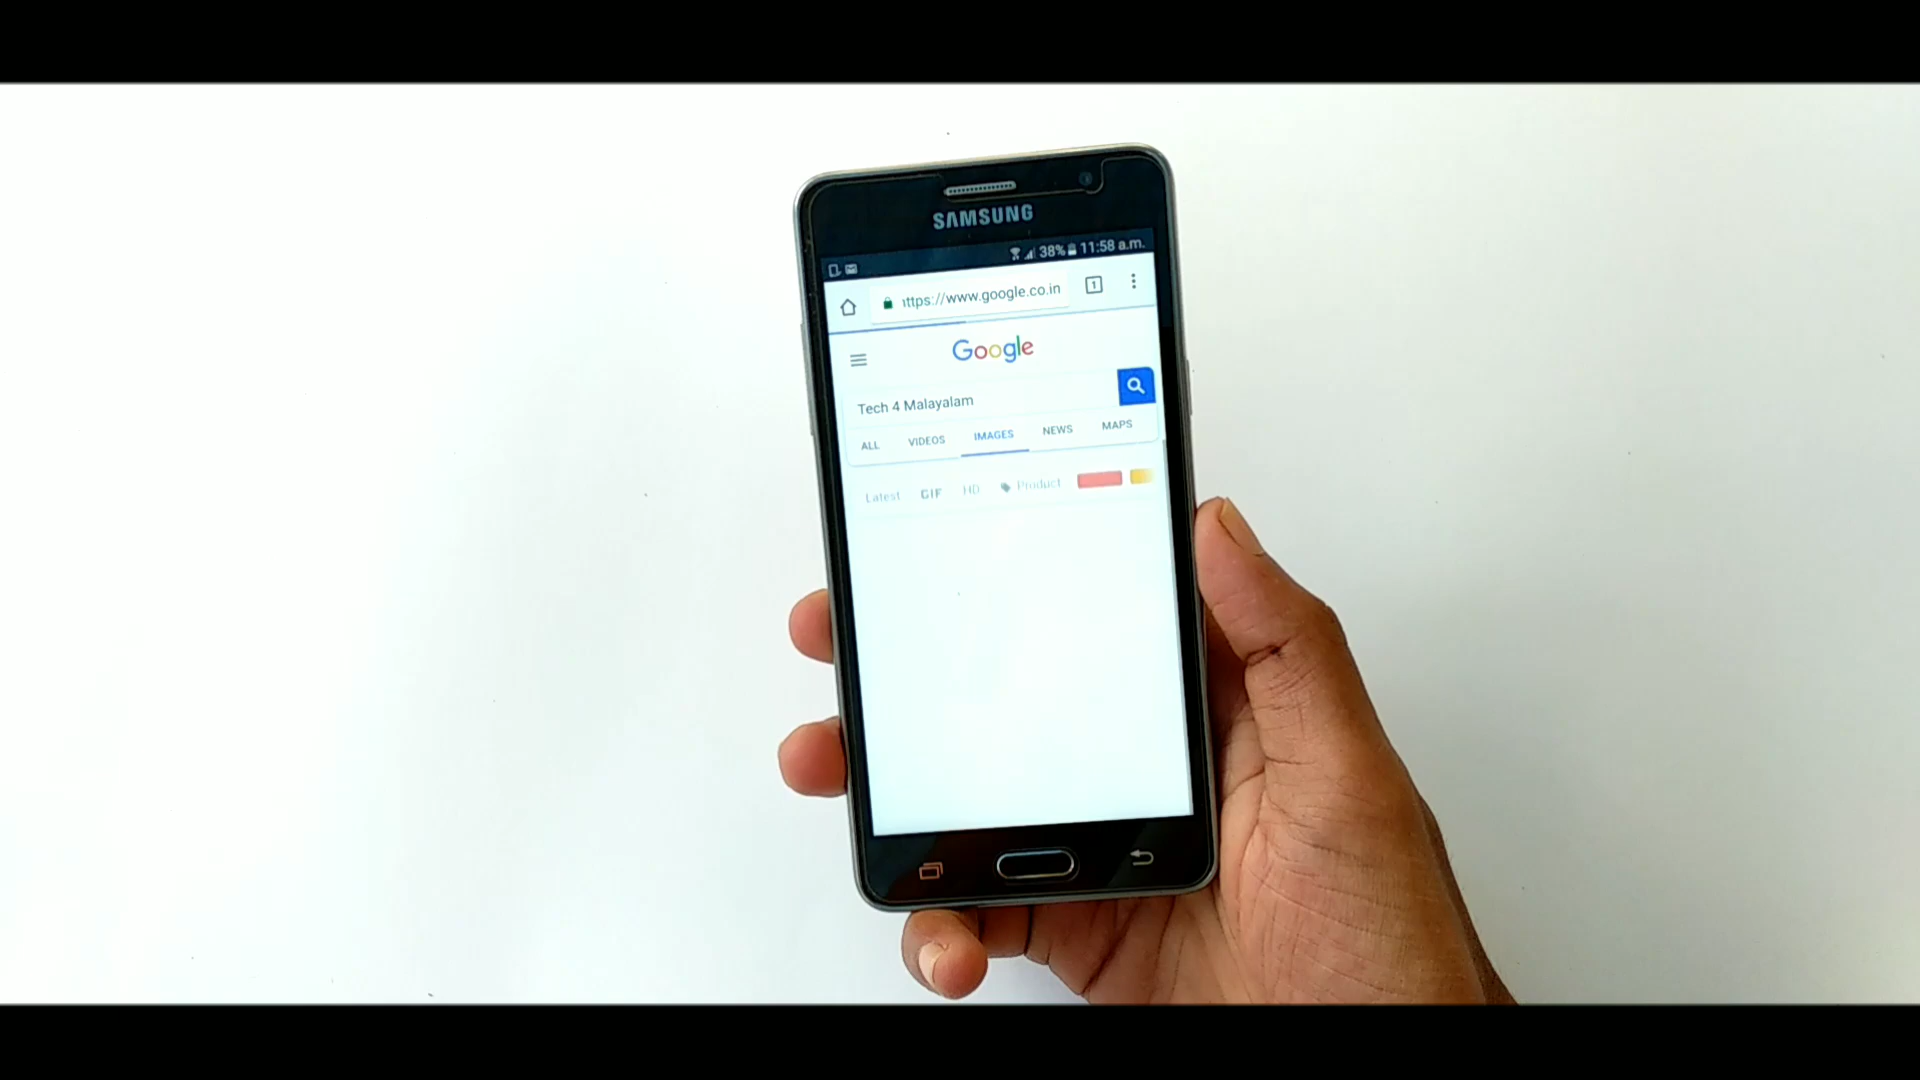 SAMSUNG
38% 11:58 a.m.
ttps://www.google.co.in
1
Google
Tech 4 Malayalam
ALL VIDEOS IMAGES NEWS MAPS
Latest GIF HD Product